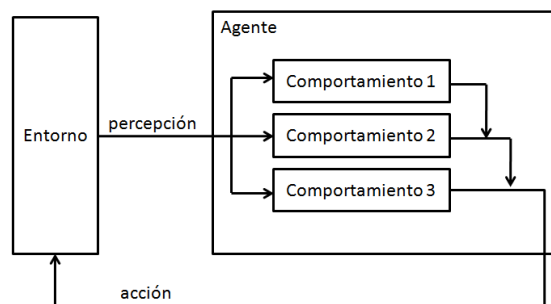 Agente
Comportamiento 1
percepción
Entorno
Comportamiento 2
Comportamiento 3
acción